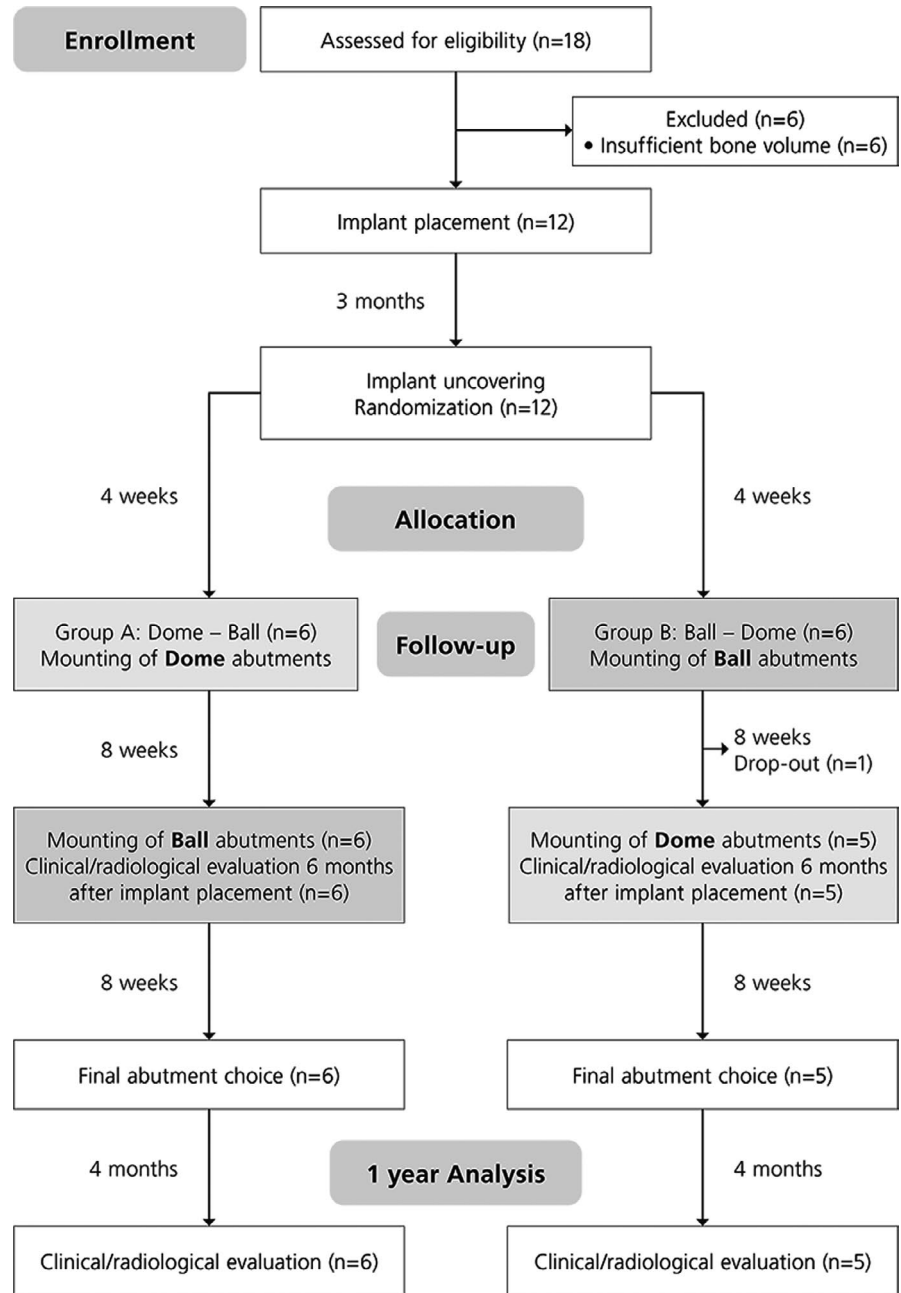 Enrollment
Assessed for eligibility (n=18)
Excluded (n=6)
• Insufficient bone volume (n=6)
Implant placement (n=12)
3 months
Implant uncovering
Randomization (n=12)
4 weeks
4 weeks
Allocation
Group A: Dome – Ball (n=6)
Mounting of Dome abutments
Follow-up
Group B: Ball – Dome (n=6)
Mounting of Ball abutments
8 weeks
8 weeks
Drop-out (n=1)
Mounting of Ball abutments (n=6)
Clinical/radiological evaluation 6 months
after implant placement (n=6)
Mounting of Dome abutments (n=5)
Clinical/radiological evaluation 6 months
after implant placement (n=5)
8 weeks
8 weeks
Final abutment choice (n=6)
Final abutment choice (n=5)
4 months
1 year Analysis
4 months
Clinical/radiological evaluation (n=6)
Clinical/radiological evaluation (n=5)